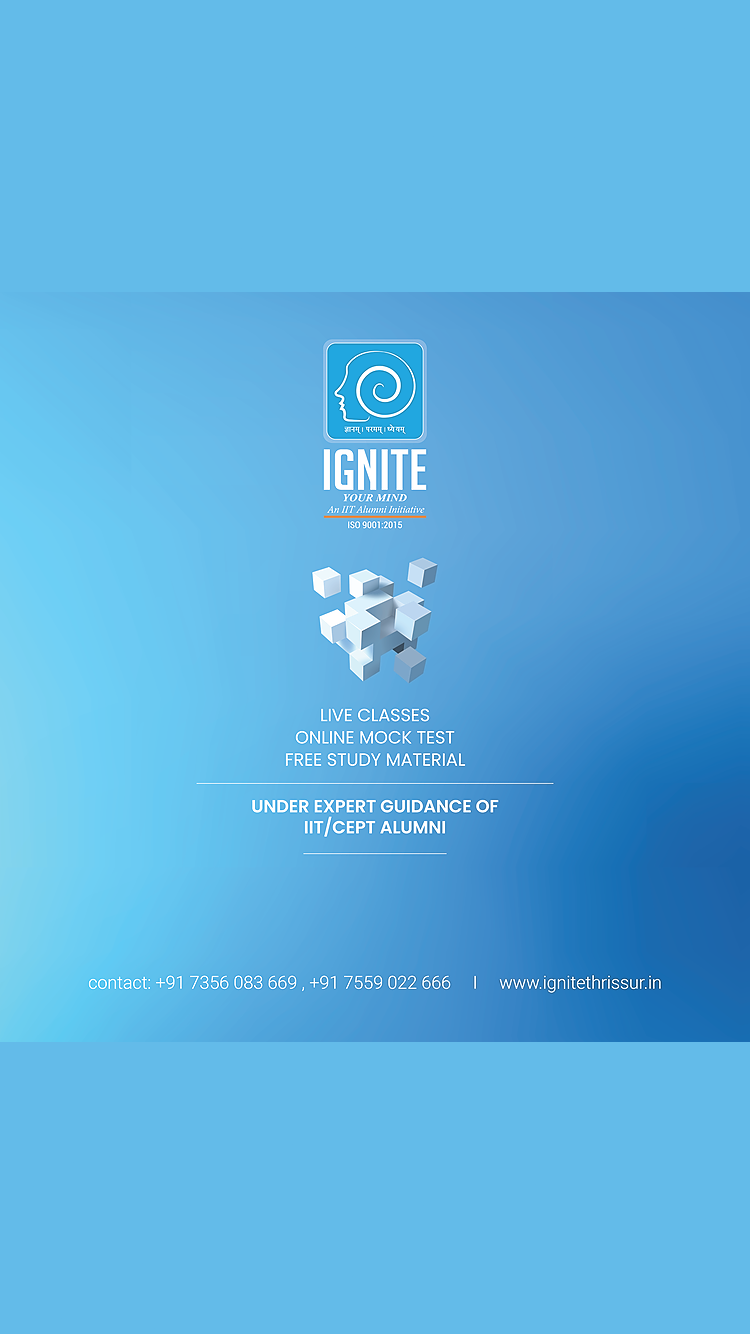 ज्ञानम् । परमम् । ध्येयम्
IGNITE
YOUR MIND
An IIT Alumni Initiative
ISO 9001:2015
LIVE CLASSES
ONLINE MOCK TEST
FREE STUDY MATERIAL
UNDER EXPERT GUIDANCE OF
IIT/CEPT ALUMNI
contact: +91 7356 083 669 , +91 7559 022 666 | www.ignitethrissur.in